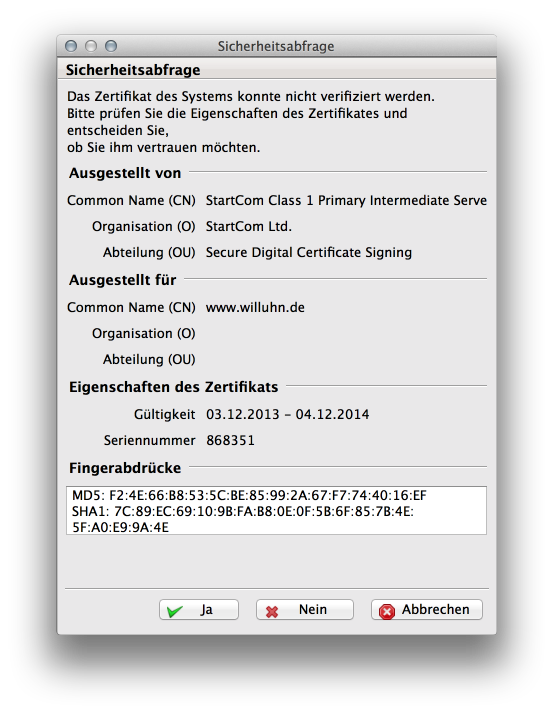 Sicherheitsabfrage
Sicherheitsabfrage
Das Zertifikat des Systems konnte nicht verifiziert werden.
Bitte prüfen Sie die Eigenschaften des Zertifikates und
entscheiden Sie,
ob Sie ihm vertrauen möchten.
Ausgestellt von
Common Name (CN) StartCom Class 1 Primary Intermediate Serve
Organisation (O) StartCom Ltd.
Abteilung (OU) Secure Digital Certificate Signing
Ausgestellt für
Common Name (CN) www.willuhn.de
Organisation (O)
Abteilung (OU)
Eigenschaften des Zertifikats
Gültigkeit 03.12.2013 - 04.12.2014
Seriennummer 868351
Fingerabdrücke
MD5: F2:4E:66:B8:53:5C:BE:85:99:2A:67:F7:74:40:16:EF
SHA1: 7C:89:EC:69:10:9B:FA:B8:0E:0F:5B:6F:85:7B:4E:
5F:A0:E9:9A:4E
Ja Nein Abbrechen